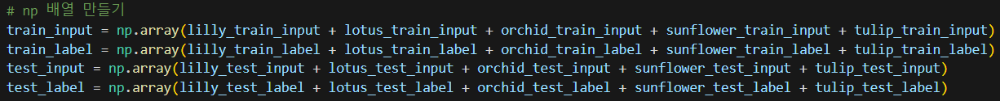 # np 배열 만들기
train_input = np.array(lilly_train_input + lotus_train_input + orchid_train_input + sunflower_train_input + tulip_train_input)
train_label = np.array(lilly_train_label + lotus_train_label + orchid_train_label + sunflower_train_label + tulip_train_label)
test_input = np.array(lilly_test_input + lotus_test_input + orchid_test_input + sunflower_test_input + tulip_test_input)
test_label = np.array(lilly_test_label + lotus_test_label + orchid_test_label + sunflower_test_label + tulip_test_label)